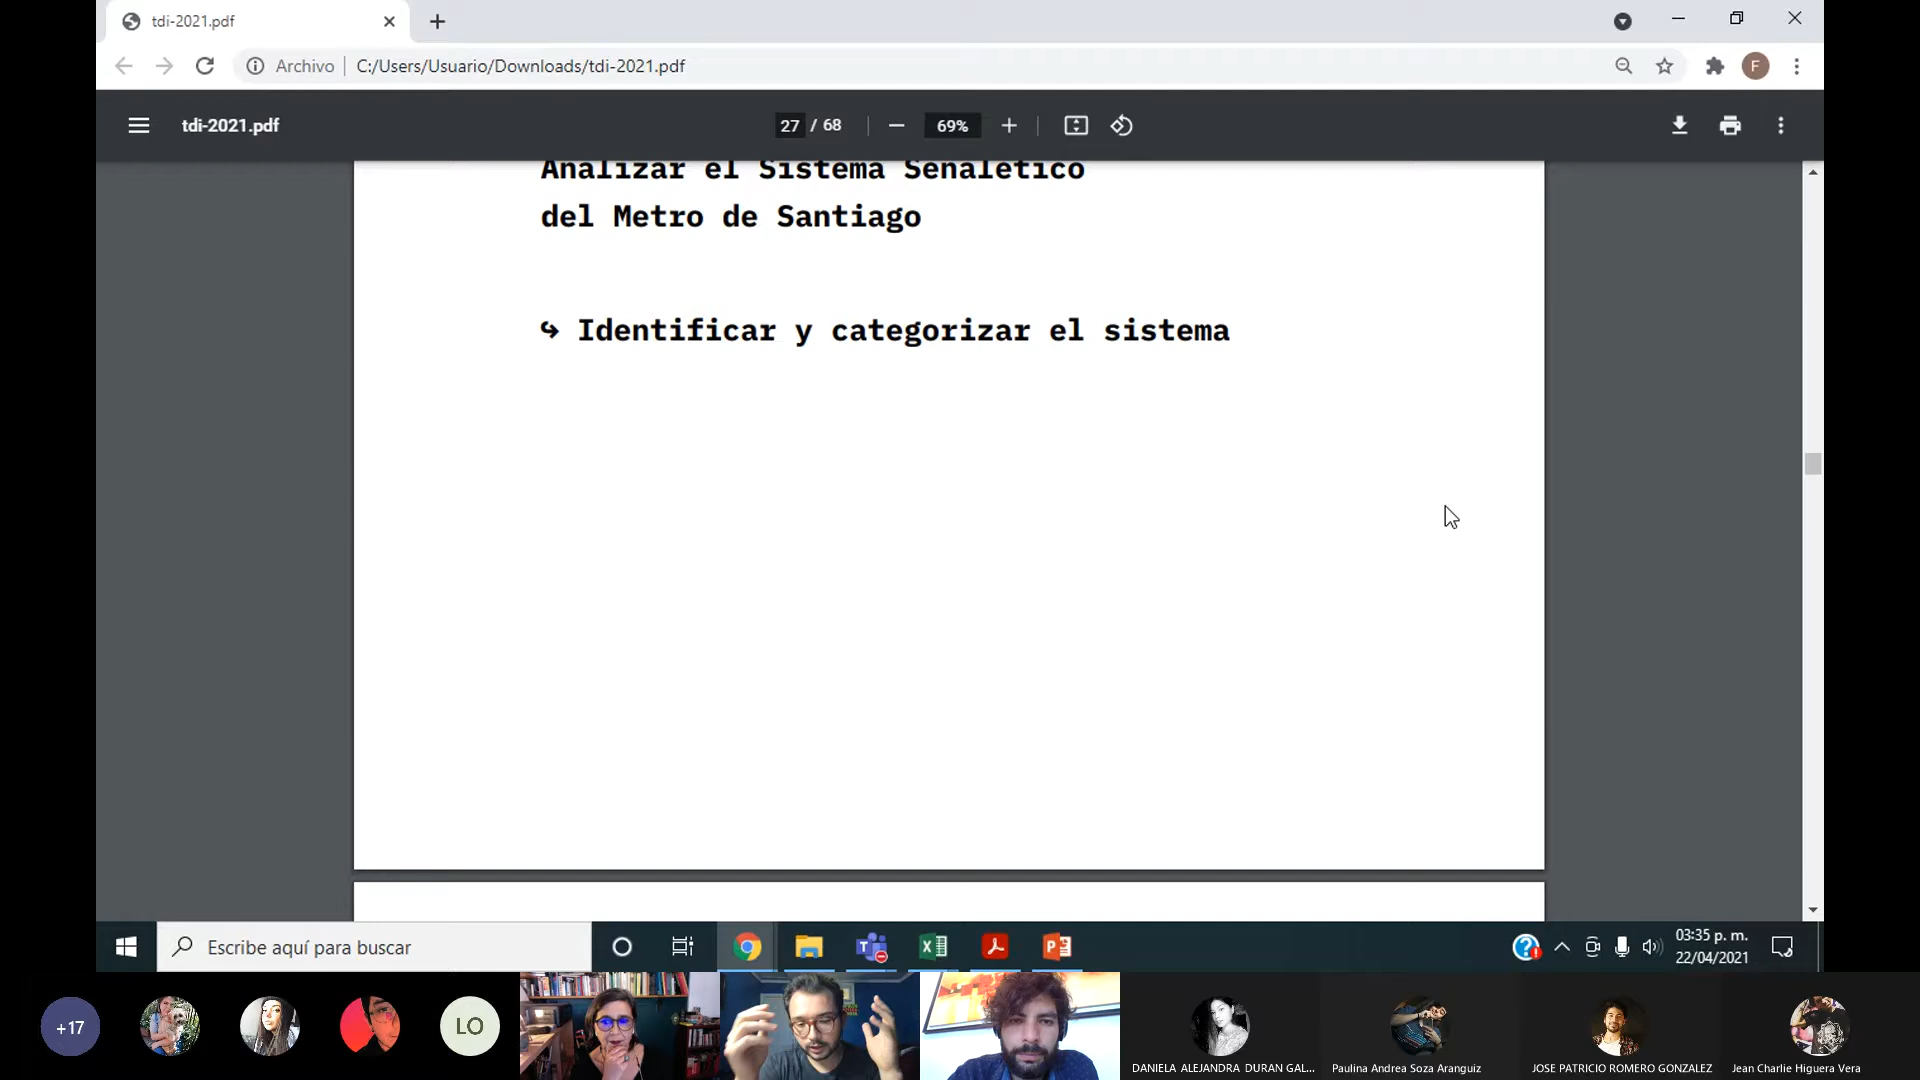 tdi-2021.pdf
Archivo
C:/Users/Usuario/Downloads/tdi-2021.pdf
F
tdi-2021.pdf
27 / 68
69%
Analizar el Sistema Señalético
del Metro de Santiago
↪ Identificar y categorizar el sistema
Escribe aquí para buscar
03:35 p. m.
22/04/2021
+17
LO
DANIELA ALEJANDRA DURAN GAL...
Paulina Andrea Soza Aranguiz
JOSE PATRICIO ROMERO GONZALEZ
Jean Charlie Higuera Vera